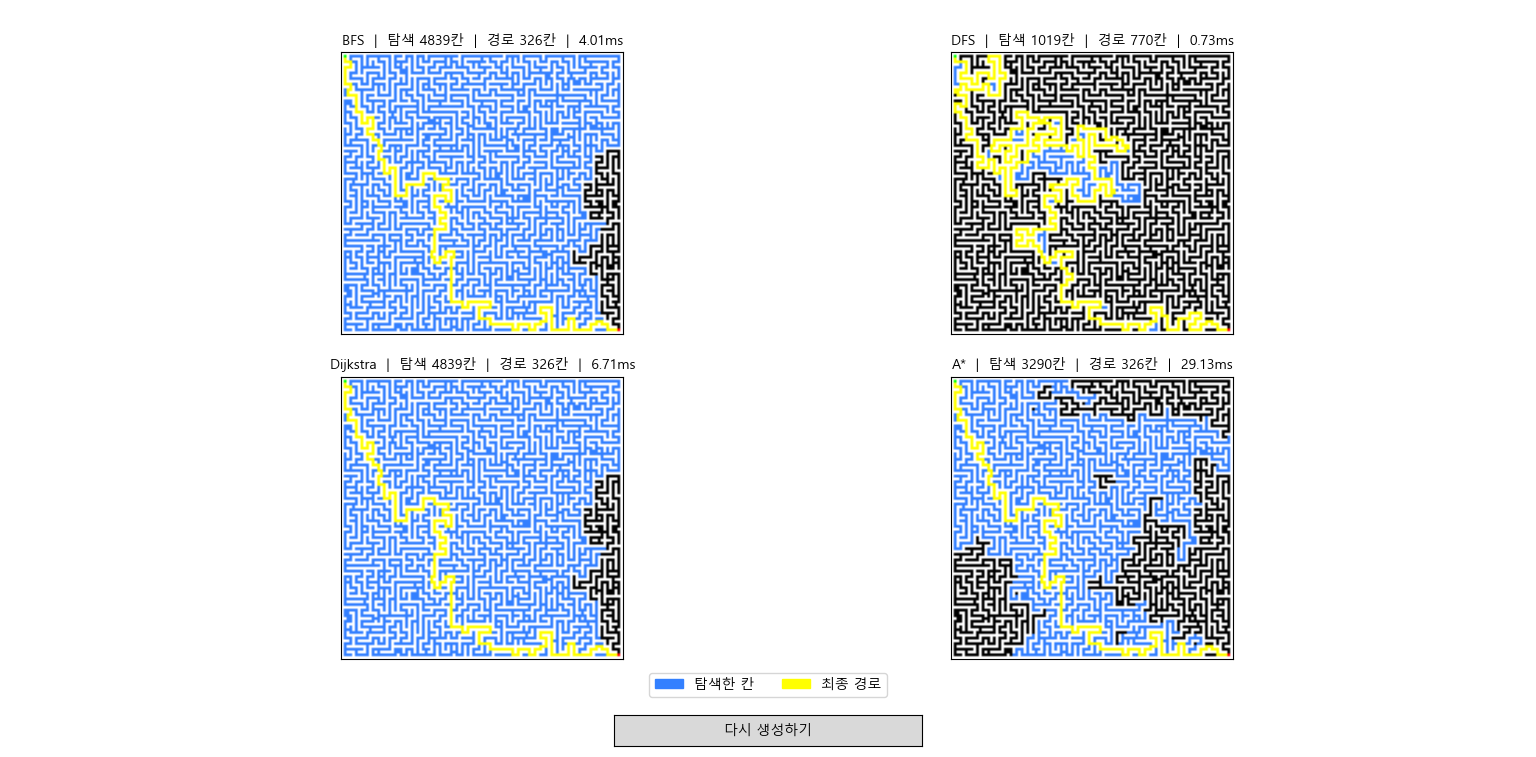 BFS | 탐색 4839칸 | 경로 326칸 | 4.01ms
DFS | 탐색 1019칸 | 경로 770칸 | 0.73ms
Dijkstra | 탐색 4839칸 | 경로 326칸 | 6.71ms
A* | 탐색 3290칸 | 경로 326칸 | 29.13ms
탐색한 칸 최종 경로
다시 생성하기